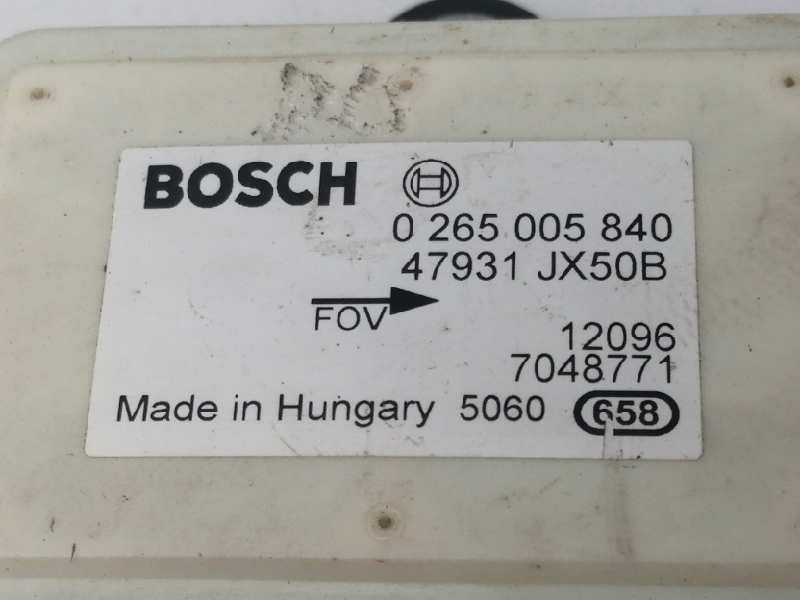 BOSCH
0 265 005 840
47931 JX50B
FOV
12096
7048771
Made in Hungary 5060 658